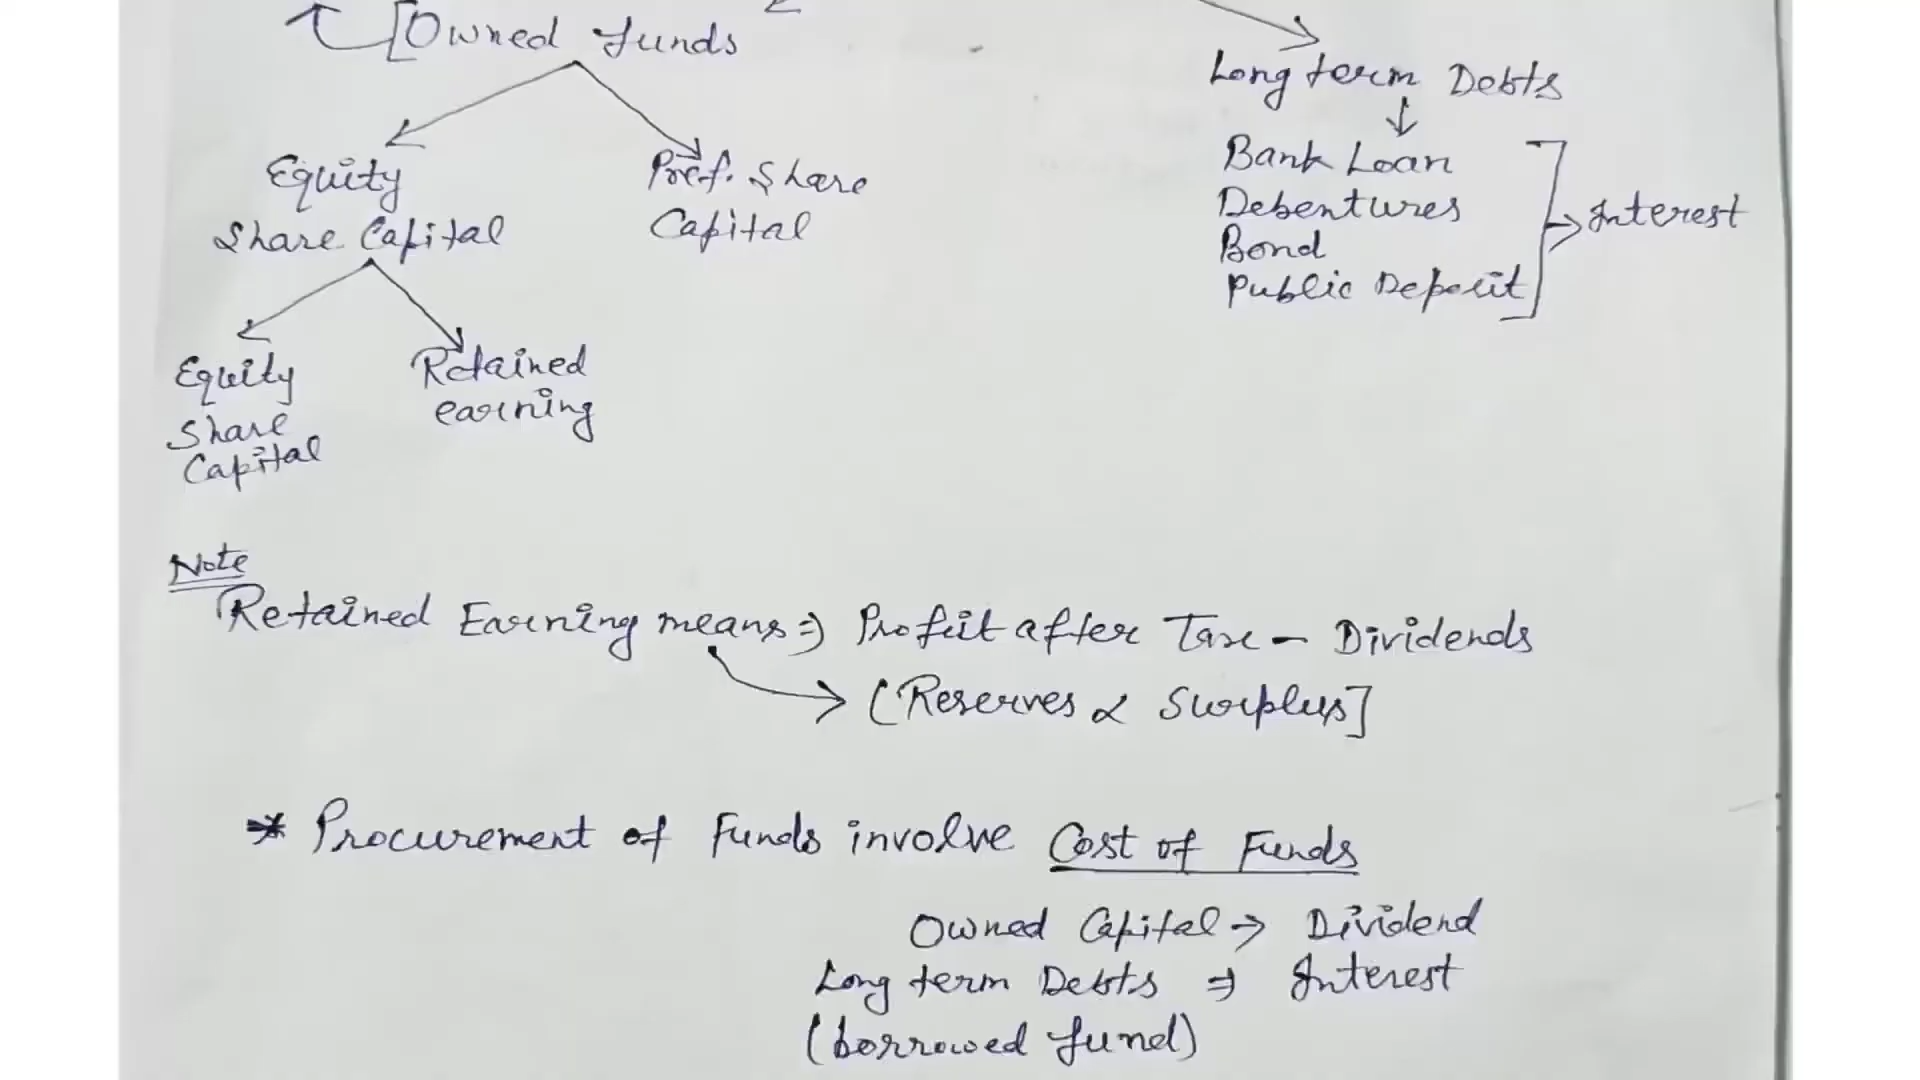 [Owned funds
Long term Debts
Equity
Share Capital
Pref. Share
Capital
Bank Loan
Debentures
Bond
Public Deposit
Interest
Equity
Share
Capital
Retained
earning
Note
Retained Earning means ⇒ Profit after Tax - Dividends
(Reserves & Surplus]
* Procurement of Funds involve Cost of Funds
Owned Capital → Dividend
Long term Debts ⇒ Interest
(borrowed fund)